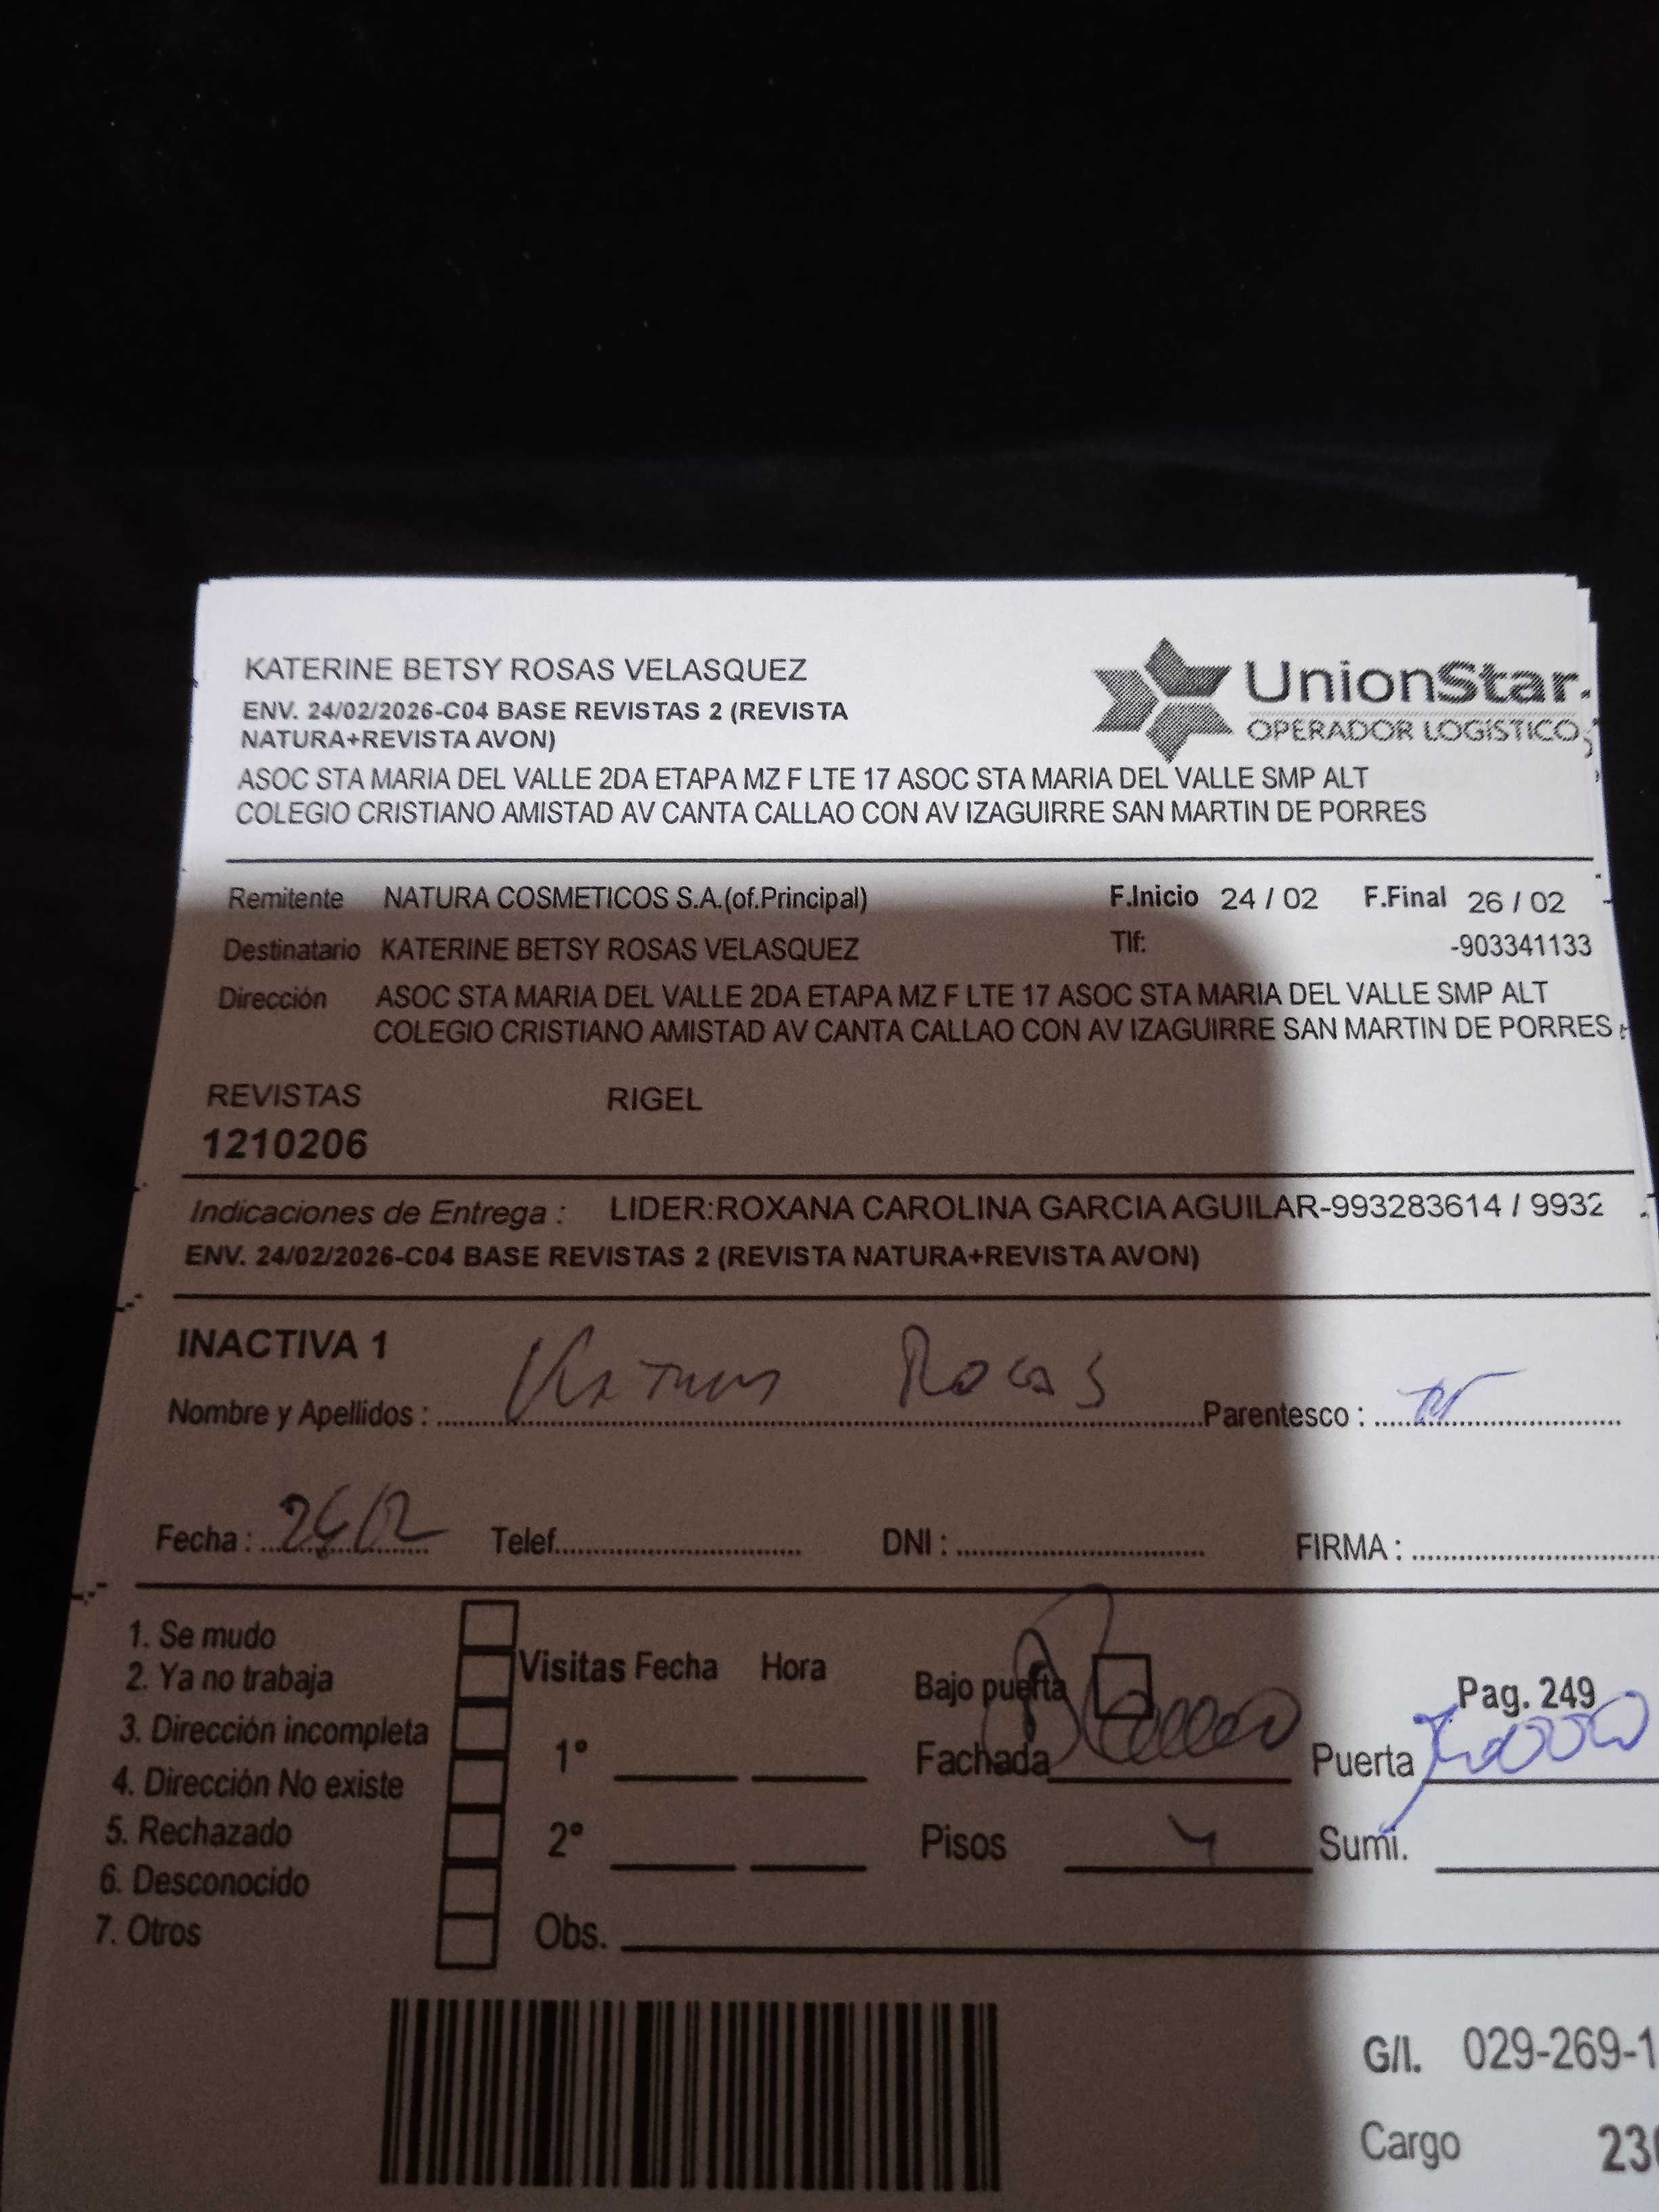 KATERINE BETSY ROSAS VELASQUEZ
UnionStar.
OPERADOR LOGÍSTICO
ENV. 24/02/2026-C04 BASE REVISTAS 2 (REVISTA
NATURA+REVISTA AVON)
ASOC STA MARIA DEL VALLE 2DA ETAPA MZ F LTE 17 ASOC STA MARIA DEL VALLE SMP ALT
COLEGIO CRISTIANO AMISTAD AV CANTA CALLAO CON AV IZAGUIRRE SAN MARTIN DE PORRES
Remitente NATURA COSMETICOS S.A.(of.Principal) F.Inicio 24 / 02 F.Final 26 / 02
Destinatario KATERINE BETSY ROSAS VELASQUEZ Tlf: -903341133
Dirección ASOC STA MARIA DEL VALLE 2DA ETAPA MZ F LTE 17 ASOC STA MARIA DEL VALLE SMP ALT
COLEGIO CRISTIANO AMISTAD AV CANTA CALLAO CON AV IZAGUIRRE SAN MARTIN DE PORRES
REVISTAS RIGEL
1210206
Indicaciones de Entrega : LIDER:ROXANA CAROLINA GARCIA AGUILAR-993283614 / 9932
ENV. 24/02/2026-C04 BASE REVISTAS 2 (REVISTA NATURA+REVISTA AVON)
INACTIVA 1
Nombre y Apellidos : Rosas Parentesco :
Fecha : Telef. DNI : FIRMA :
1. Se mudo
2. Ya no trabaja
3. Dirección incompleta
4. Dirección No existe
5. Rechazado
6. Desconocido
7. Otros
Visitas Fecha Hora
1°
2°
Obs.
Bajo puerta Pag. 249
Fachada Puerta
Pisos 4 Sumi.
G/I. 029-269-1
Cargo 230